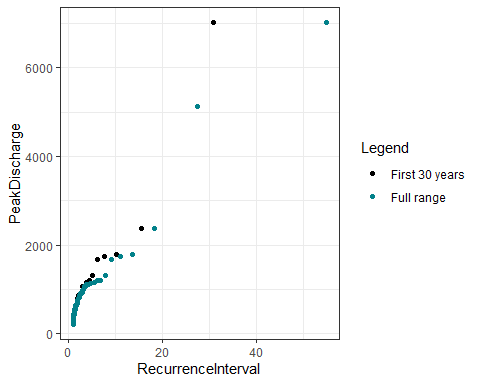 6000
4000
2000
0
PeakDischarge
0
20
40
RecurrenceInterval
Legend
First 30 years
Full range